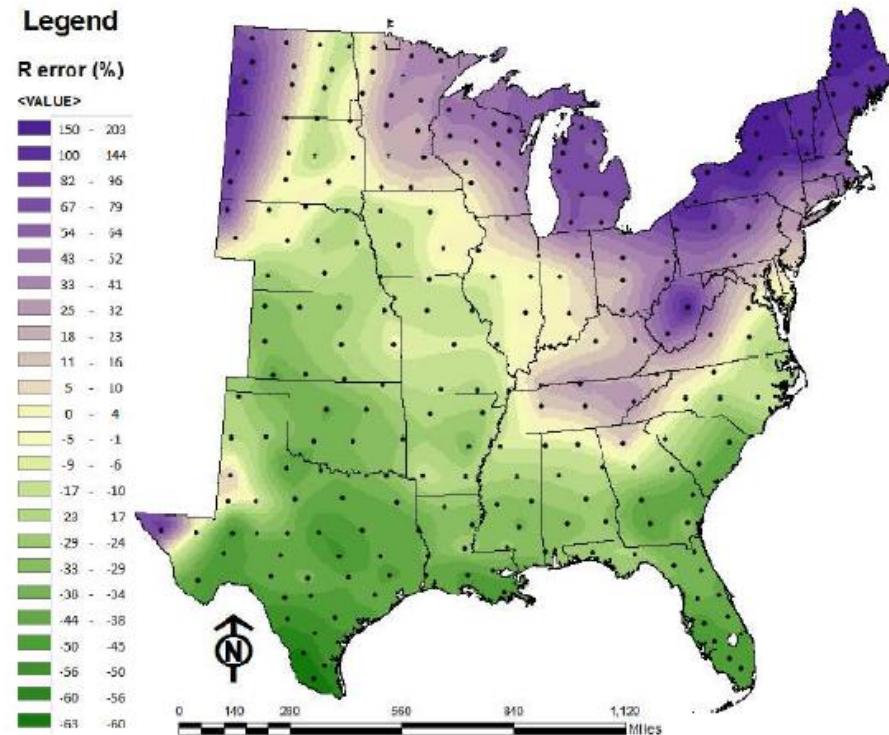 Legend
R error (%)
<VALUE>
150 - 203
100 - 144
82 - 96
67 - 79
54 - 64
43 - 52
33 - 41
25 - 32
18 - 23
11 - 16
5 - 10
0 - 4
-5 - -1
-9 - -6
-17 - -10
23 17
-29 - -24
-33 - -29
-38 - -34
-44 - -38
-50 - -45
-56 - -50
-60 - -56
-63 - -60
N
0 140 280 560 840 1,120
Miles